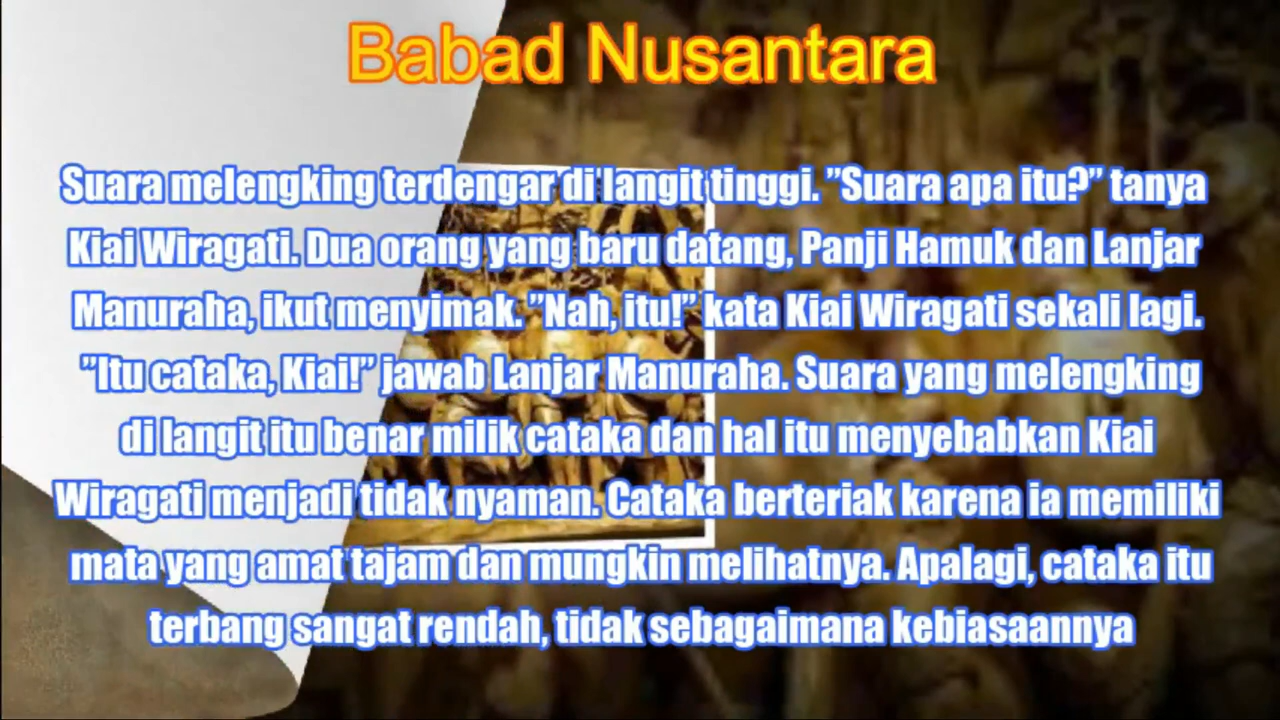 Babad Nusantara
Suara melengking terdengar di langit tinggi. ”Suara apa itu?” tanya
Kiai Wiragati. Dua orang yang baru datang, Panji Hamuk dan Lanjar
Manuraha, ikut menyimak. ”Nah, itu!” kata Kiai Wiragati sekali lagi.
”Itu cataka, Kiai!” jawab Lanjar Manuraha. Suara yang melengking
di langit itu benar milik cataka dan hal itu menyebabkan Kiai
Wiragati menjadi tidak nyaman. Cataka berteriak karena ia memiliki
mata yang amat tajam dan mungkin melihatnya. Apalagi, cataka itu
terbang sangat rendah, tidak sebagaimana kebiasaannya